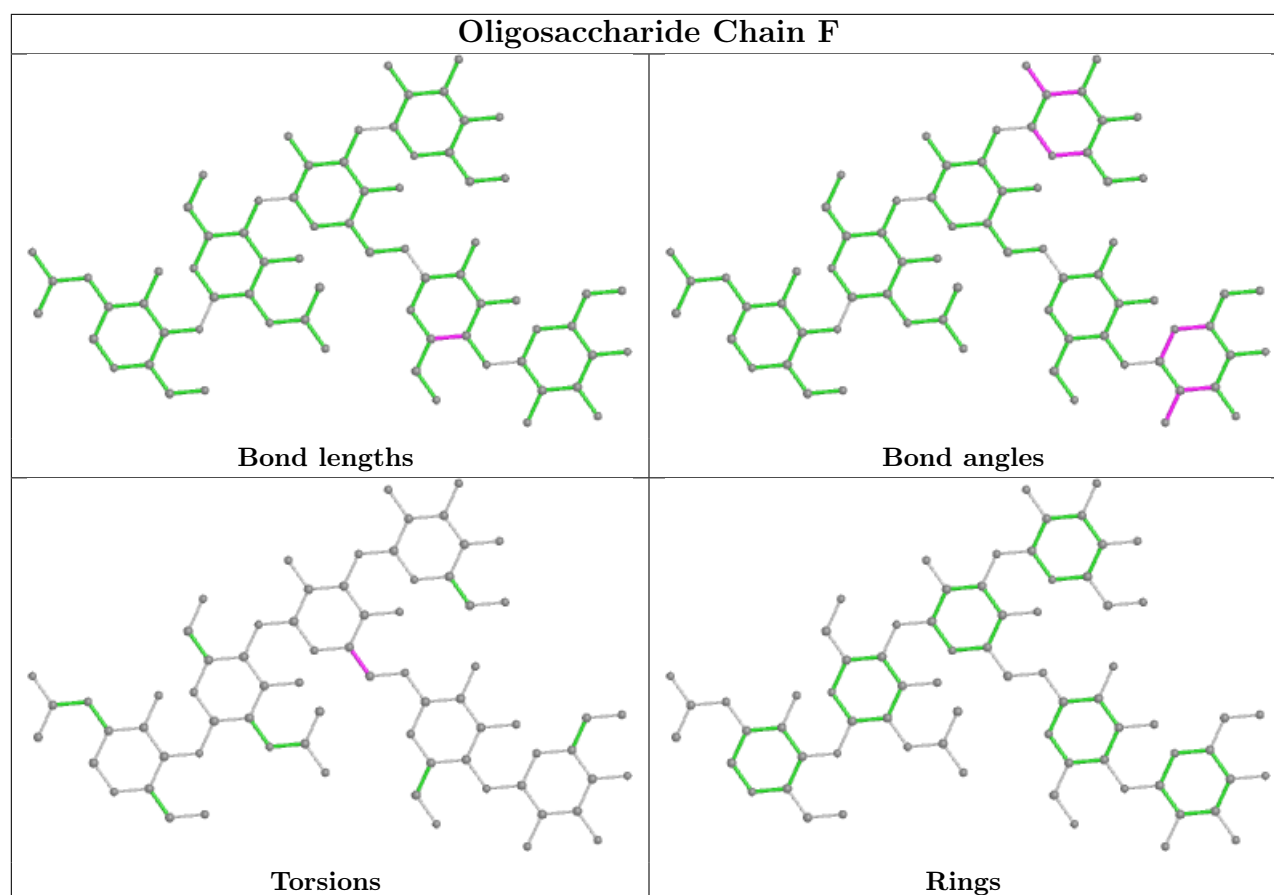 Oligosaccharide Chain F
Bond lengths
Bond angles
Torsions
Rings